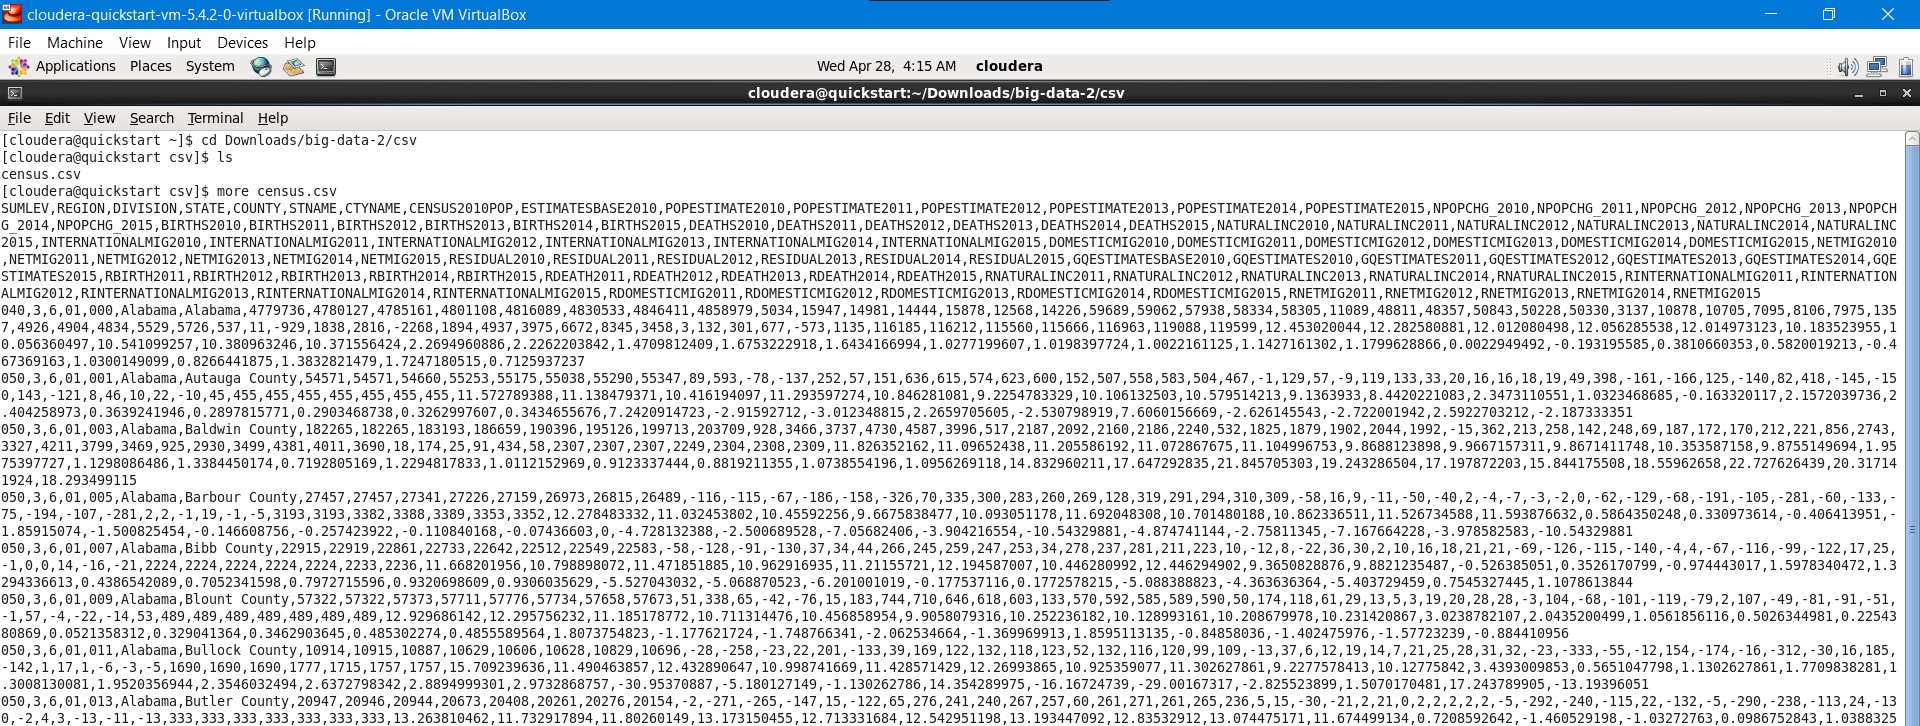 cloudera-quickstart-vm-5.4.2-0-virtualbox [Running] - Oracle VM VirtualBox
File Machine View Input Devices Help
Applications Places System Wed Apr 28, 4:15 AM cloudera
cloudera@quickstart:~/Downloads/big-data-2/csv
File Edit View Search Terminal Help
[cloudera@quickstart ~]$ cd Downloads/big-data-2/csv
[cloudera@quickstart csv]$ ls
census.csv
[cloudera@quickstart csv]$ more census.csv
SUMLEV,REGION,DIVISION,STATE,COUNTY,STNAME,CTYNAME,CENSUS2010POP,ESTIMATESBASE2010,POPESTIMATE2010,POPESTIMATE2011,POPESTIMATE2012,POPESTIMATE2013,POPESTIMATE2014,POPESTIMATE2015,NPOPCHG_2010,NPOPCHG_2011,NPOPCHG_2012,NPOPCHG_2013,NPOPCH
G_2014,NPOPCHG_2015,BIRTHS2010,BIRTHS2011,BIRTHS2012,BIRTHS2013,BIRTHS2014,BIRTHS2015,DEATHS2010,DEATHS2011,DEATHS2012,DEATHS2013,DEATHS2014,DEATHS2015,NATURALINC2010,NATURALINC2011,NATURALINC2012,NATURALINC2013,NATURALINC2014,NATURALINC
2015,INTERNATIONALMIG2010,INTERNATIONALMIG2011,INTERNATIONALMIG2012,INTERNATIONALMIG2013,INTERNATIONALMIG2014,INTERNATIONALMIG2015,DOMESTICMIG2010,DOMESTICMIG2011,DOMESTICMIG2012,DOMESTICMIG2013,DOMESTICMIG2014,DOMESTICMIG2015,NETMIG2010
,NETMIG2011,NETMIG2012,NETMIG2013,NETMIG2014,NETMIG2015,RESIDUAL2010,RESIDUAL2011,RESIDUAL2012,RESIDUAL2013,RESIDUAL2014,RESIDUAL2015,GQESTIMATESBASE2010,GQESTIMATES2010,GQESTIMATES2011,GQESTIMATES2012,GQESTIMATES2013,GQESTIMATES2014,GQE
STIMATES2015,RBIRTH2011,RBIRTH2012,RBIRTH2013,RBIRTH2014,RBIRTH2015,RDEATH2011,RDEATH2012,RDEATH2013,RDEATH2014,RDEATH2015,RNATURALINC2011,RNATURALINC2012,RNATURALINC2013,RNATURALINC2014,RNATURALINC2015,RINTERNATIONALMIG2011,RINTERNATION
ALMIG2012,RINTERNATIONALMIG2013,RINTERNATIONALMIG2014,RINTERNATIONALMIG2015,RDOMESTICMIG2011,RDOMESTICMIG2012,RDOMESTICMIG2013,RDOMESTICMIG2014,RDOMESTICMIG2015,RNETMIG2011,RNETMIG2012,RNETMIG2013,RNETMIG2014,RNETMIG2015
040,3,6,01,000,Alabama,Alabama,4779736,4780127,4785161,4801108,4816089,4830533,4846411,4858979,5034,15947,14981,14444,15878,12568,14226,59689,59062,57938,58334,58305,11089,48811,48357,50843,50228,50330,3137,10878,10705,7095,8106,7975,135
7,4926,4904,4834,5529,5726,537,11,-929,1838,2816,-2268,1894,4937,3975,6672,8345,3458,3,132,301,677,-573,1135,116185,116212,115560,115666,116963,119088,119599,12.453020044,12.282580881,12.012080498,12.056285538,12.014973123,10.183523955,1
0.056360497,10.541099257,10.380963246,10.371556424,2.2694960886,2.2262203842,1.4709812409,1.6753222918,1.6434166994,1.0277199607,1.0198397724,1.0022161125,1.1427161302,1.1799628866,0.0022949492,-0.193195585,0.3810660353,0.5820019213,-0.4
67369163,1.0300149099,0.8266441875,1.3832821479,1.7247180515,0.7125937237
050,3,6,01,001,Alabama,Autauga County,54571,54571,54660,55253,55175,55038,55290,55347,89,593,-78,-137,252,57,151,636,615,574,623,600,152,507,558,583,504,467,-1,129,57,-9,119,133,33,20,16,16,18,19,49,398,-161,-166,125,-140,82,418,-145,-15
0,143,-121,8,46,10,22,-10,45,455,455,455,455,455,455,455,11.572789388,11.138479371,10.416194097,11.293597274,10.846281081,9.2254783329,10.106132503,10.579514213,9.1363933,8.4420221083,2.3473110551,1.0323468685,-0.163320117,2.1572039736,2
.404258973,0.3639241946,0.2897815771,0.2903468738,0.3262997607,0.3434655676,7.2420914723,-2.91592712,-3.012348815,2.2659705605,-2.530798919,7.6060156669,-2.626145543,-2.722001942,2.5922703212,-2.187333351
050,3,6,01,003,Alabama,Baldwin County,182265,182265,183193,186659,190396,195126,199713,203709,928,3466,3737,4730,4587,3996,517,2187,2092,2160,2186,2240,532,1825,1879,1902,2044,1992,-15,362,213,258,142,248,69,187,172,170,212,221,856,2743,
3327,4211,3799,3469,925,2930,3499,4381,4011,3690,18,174,25,91,434,58,2307,2307,2307,2249,2304,2308,2309,11.826352162,11.09652438,11.205586192,11.072867675,11.104996753,9.8688123898,9.9667157311,9.8671411748,10.353587158,9.8755149694,1.95
75397727,1.1298086486,1.3384450174,0.7192805169,1.2294817833,1.0112152969,0.9123337444,0.8819211355,1.0738554196,1.0956269118,14.832960211,17.647292835,21.845705303,19.243286504,17.197872203,15.844175508,18.55962658,22.727626439,20.31714
1924,18.293499115
050,3,6,01,005,Alabama,Barbour County,27457,27457,27341,27226,27159,26973,26815,26489,-116,-115,-67,-186,-158,-326,70,335,300,283,260,269,128,319,291,294,310,309,-58,16,9,-11,-50,-40,2,-4,-7,-3,-2,0,-62,-129,-68,-191,-105,-281,-60,-133,-
75,-194,-107,-281,2,2,-1,19,-1,-5,3193,3193,3382,3388,3389,3353,3352,12.278483332,11.032453802,10.45592256,9.6675838477,10.093051178,11.692048308,10.701480188,10.862336511,11.526734588,11.593876632,0.5864350248,0.330973614,-0.406413951,-
1.85915074,-1.500825454,-0.146608756,-0.257423922,-0.110840168,-0.07436603,0,-4.728132388,-2.500689528,-7.05682406,-3.904216554,-10.54329881,-4.874741144,-2.75811345,-7.167664228,-3.978582583,-10.54329881
050,3,6,01,007,Alabama,Bibb County,22915,22919,22861,22733,22642,22512,22549,22583,-58,-128,-91,-130,37,34,44,266,245,259,247,253,34,278,237,281,211,223,10,-12,8,-22,36,30,2,10,16,18,21,21,-69,-126,-115,-140,-4,4,-67,-116,-99,-122,17,25,
-1,0,0,14,-16,-21,2224,2224,2224,2224,2224,2233,2236,11.668201956,10.798898072,11.471851885,10.962916935,11.21155721,12.194587007,10.446280992,12.446294902,9.3650828876,9.8821235487,-0.526385051,0.3526170799,-0.974443017,1.5978340472,1.3
294336613,0.4386542089,0.7052341598,0.7972715596,0.9320698609,0.9306035629,-5.527043032,-5.068870523,-6.201001019,-0.177537116,0.1772578215,-5.088388823,-4.363636364,-5.403729459,0.7545327445,1.1078613844
050,3,6,01,009,Alabama,Blount County,57322,57322,57373,57711,57776,57734,57658,57673,51,338,65,-42,-76,15,183,744,710,646,618,603,133,570,592,585,589,590,50,174,118,61,29,13,5,3,19,20,28,28,-3,104,-68,-101,-119,-79,2,107,-49,-81,-91,-51,
-1,57,-4,-22,-14,53,489,489,489,489,489,489,489,12.929686142,12.295756232,11.185178772,10.711314476,10.456858954,9.9058079316,10.252236182,10.128993161,10.208679978,10.231420867,3.0238782107,2.0435200499,1.0561856116,0.5026344981,0.22543
80869,0.0521358312,0.329041364,0.3462903645,0.485302274,0.4855589564,1.8073754823,-1.177621724,-1.748766341,-2.062534664,-1.369969913,1.8595113135,-0.84858036,-1.402475976,-1.57723239,-0.884410956
050,3,6,01,011,Alabama,Bullock County,10914,10915,10887,10629,10606,10628,10829,10696,-28,-258,-23,22,201,-133,39,169,122,132,118,123,52,132,116,120,99,109,-13,37,6,12,19,14,7,21,25,28,31,32,-23,-333,-55,-12,154,-174,-16,-312,-30,16,185,
-142,1,17,1,-6,-3,-5,1690,1690,1690,1777,1715,1757,1757,15.709239636,11.490463857,12.432890647,10.998741669,11.428571429,12.26993865,10.925359077,11.302627861,9.2277578413,10.12775842,3.4393009853,0.5651047798,1.1302627861,1.7709838281,1
.3008130081,1.9520356944,2.3546032494,2.6372798342,2.8894999301,2.9732868757,-30.95370887,-5.180127149,-1.130262786,14.354289975,-16.16724739,-29.00167317,-2.825523899,1.5070170481,17.243789905,-13.19396051
050,3,6,01,013,Alabama,Butler County,20947,20946,20944,20673,20408,20261,20276,20154,-2,-271,-265,-147,15,-122,65,276,241,240,267,257,60,267,271,261,265,236,5,15,-30,-21,2,21,0,2,2,2,2,-5,-292,-240,-115,22,-132,-5,-290,-238,-113,24,-13
0,-2,4,3,-13,-11,-13,333,333,333,333,333,333,333,13.263810462,11.732917894,11.80260149,13.173150455,12.713331684,12.542951198,13.193447092,12.83532912,13.074475171,11.674499134,0.7208592642,-1.460529198,-1.03272763,0.0986752843,1.038832